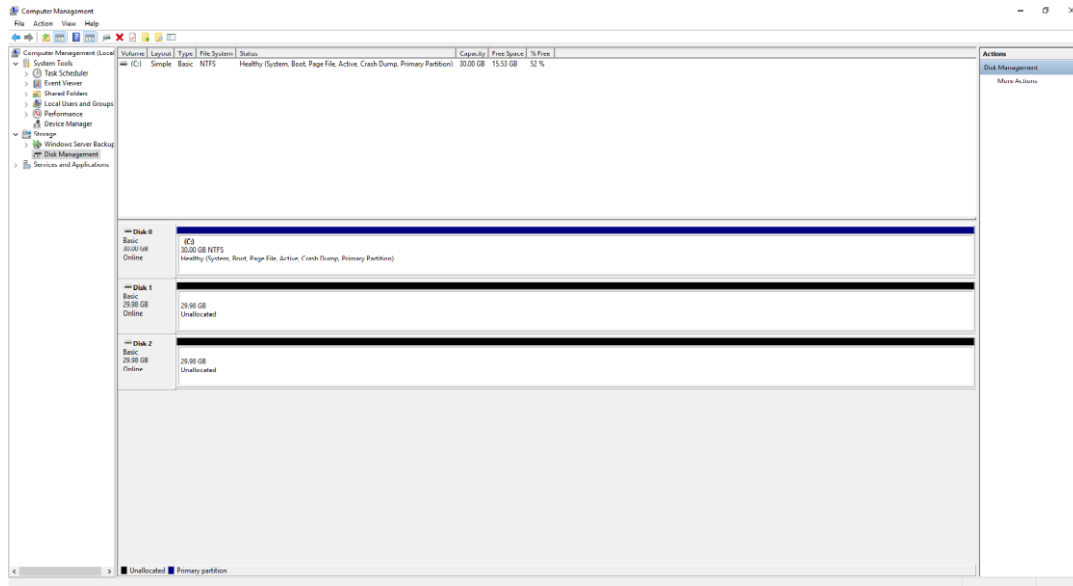 Computer Management
File Action View Help
Computer Management (Local
System Tools
Task Scheduler
Event Viewer
Shared Folders
Local Users and Groups
Performance
Device Manager
Storage
Windows Server Backup
Disk Management
Services and Applications
Volume Layout Type File System Status Capacity Free Space % Free
(C:) Simple Basic NTFS Healthy (System, Boot, Page File, Active, Crash Dump, Primary Partition) 30.00 GB 15.53 GB 52 %
Disk 0
Basic
30.00 GB
Online
(C:)
30.00 GB NTFS
Healthy (System, Boot, Page File, Active, Crash Dump, Primary Partition)
Disk 1
Basic
29.98 GB
Online
29.98 GB
Unallocated
Disk 2
Basic
29.98 GB
Online
29.98 GB
Unallocated
Unallocated Primary partition
Actions
Disk Management
More Actions